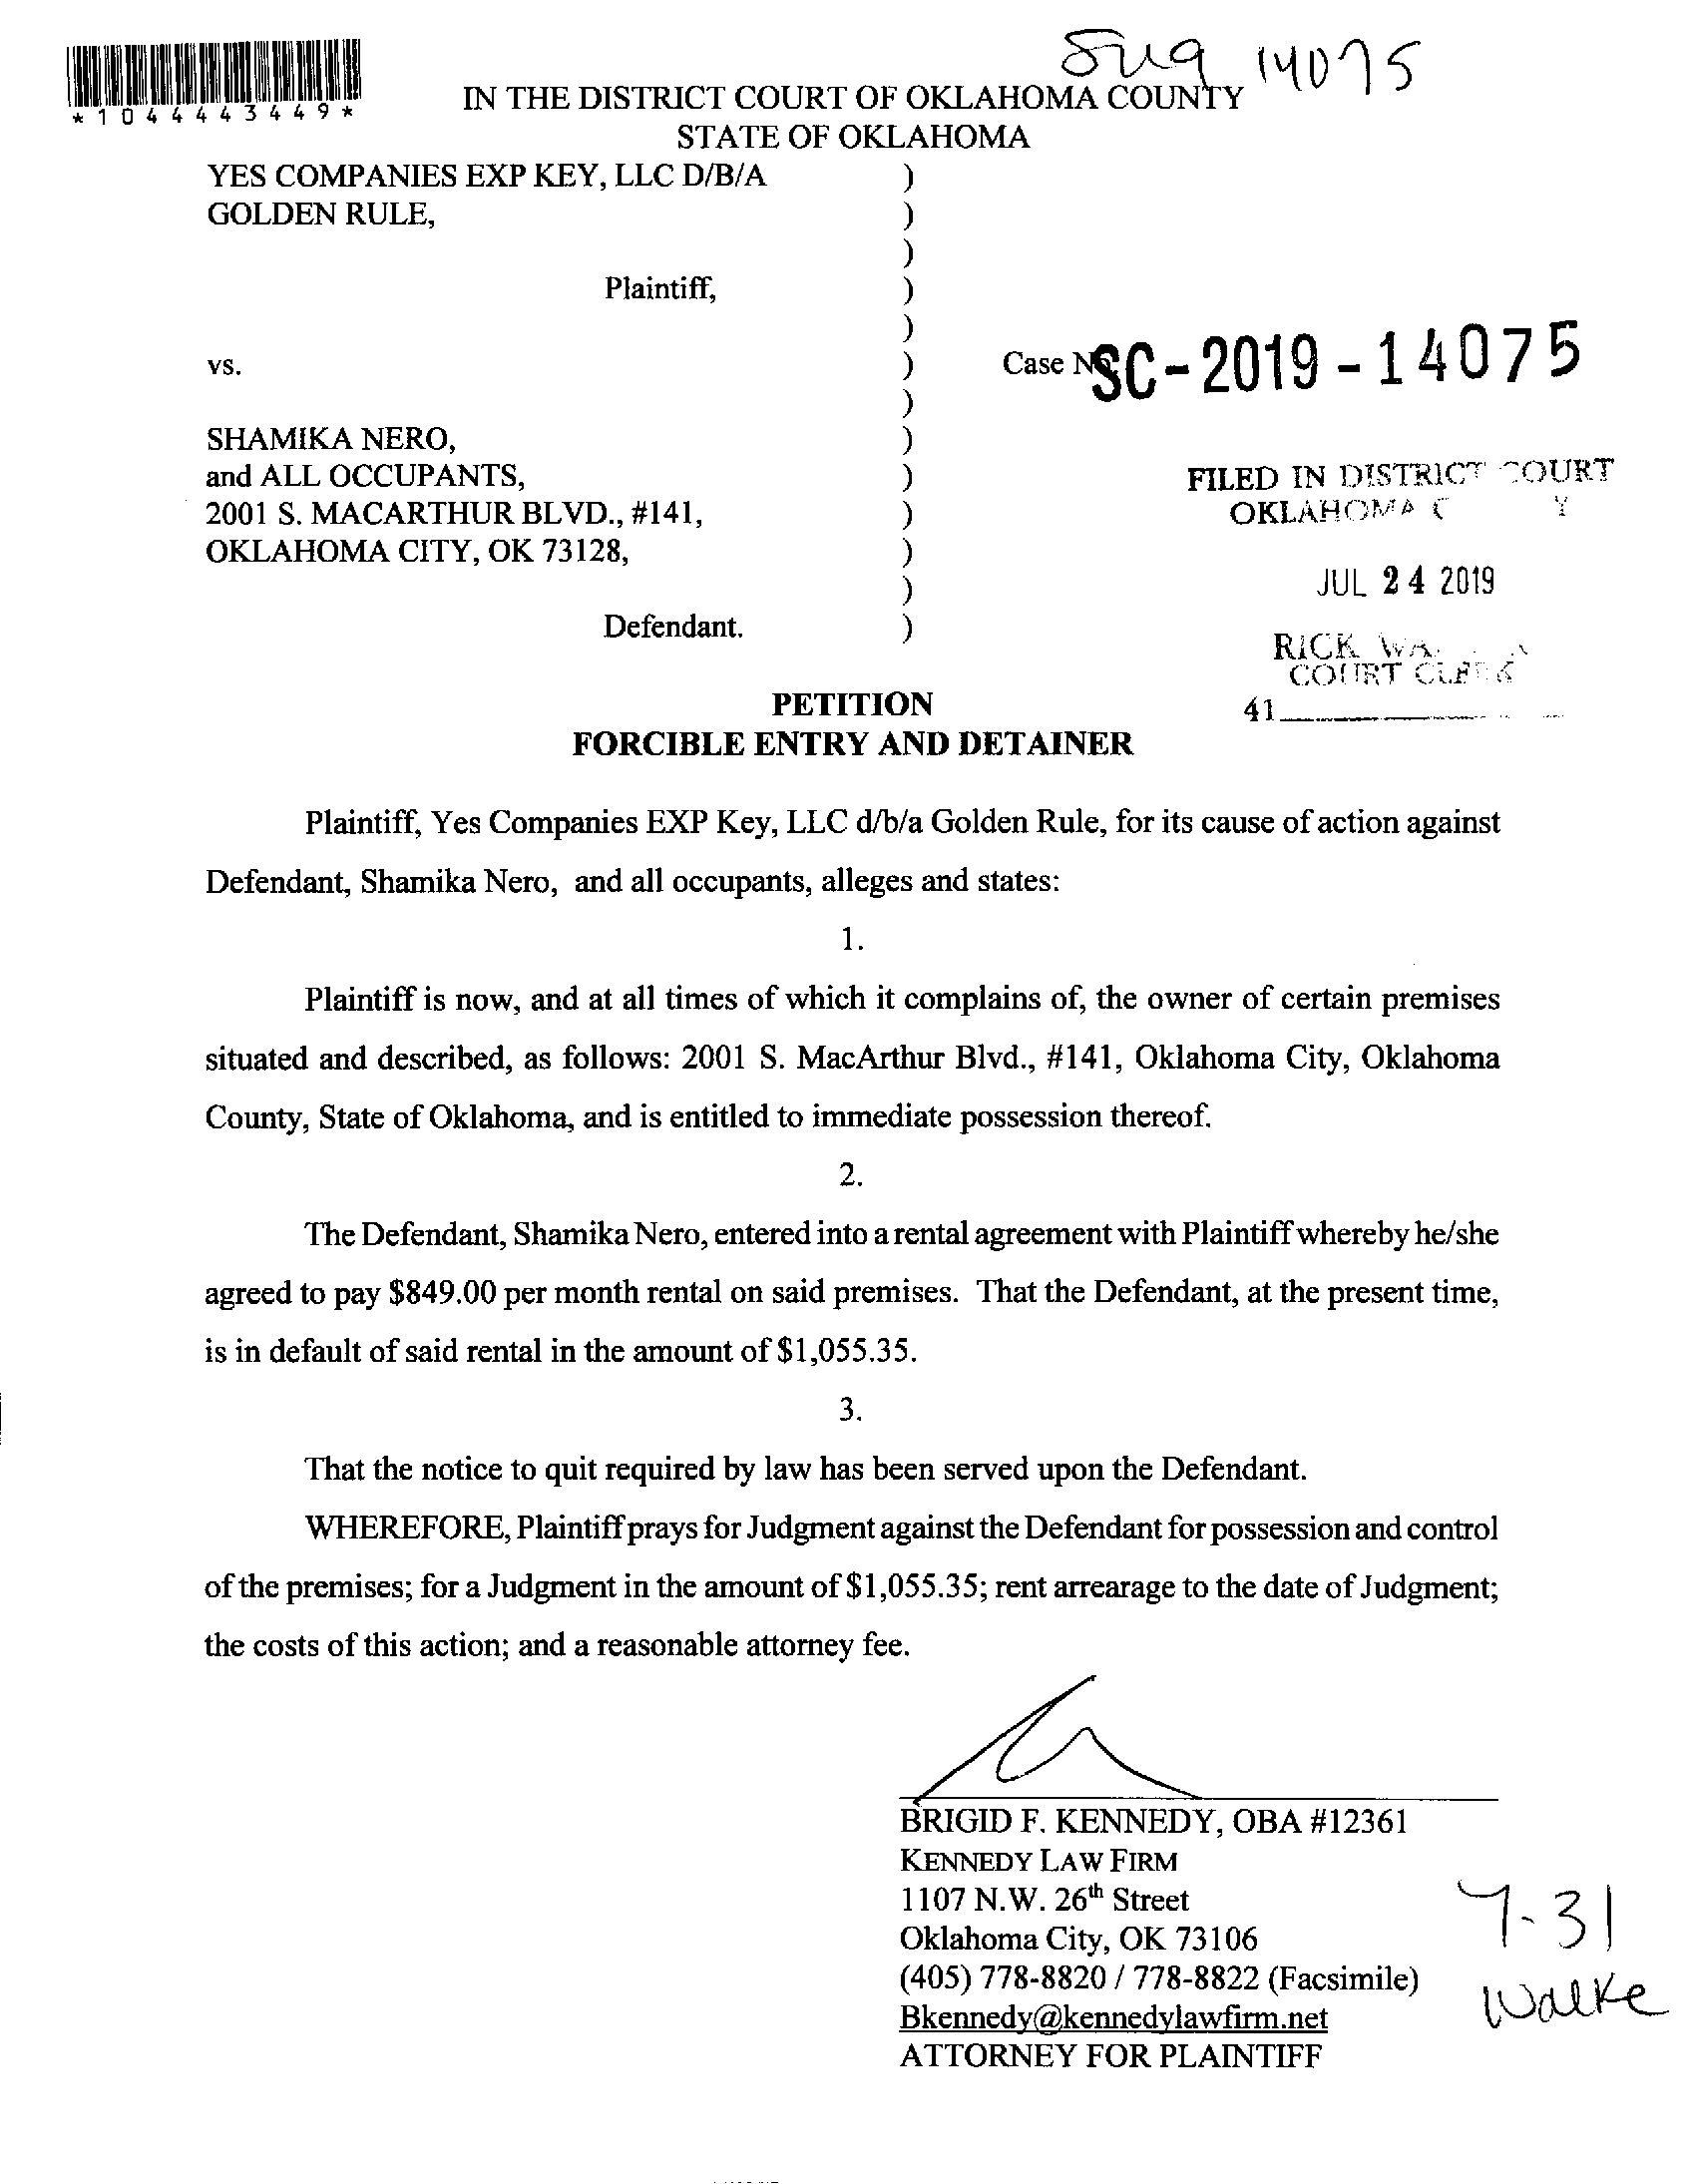 14075
*1044443449*
IN THE DISTRICT COURT OF OKLAHOMA COUNTY
STATE OF OKLAHOMA
YES COMPANIES EXP KEY, LLC D/B/A )
GOLDEN RULE, )
)
Plaintiff, )
)
vs. ) Case No. SC-2019-14075
)
SHAMIKA NERO, )
and ALL OCCUPANTS, ) FILED IN DISTRICT COURT
2001 S. MACARTHUR BLVD., #141, ) OKLAHOMA
OKLAHOMA CITY, OK 73128, )
) JUL 24 2019
Defendant. )
RICK
COURT CLERK
PETITION
41
FORCIBLE ENTRY AND DETAINER
Plaintiff, Yes Companies EXP Key, LLC d/b/a Golden Rule, for its cause of action against
Defendant, Shamika Nero, and all occupants, alleges and states:
1.
Plaintiff is now, and at all times of which it complains of, the owner of certain premises
situated and described, as follows: 2001 S. MacArthur Blvd., #141, Oklahoma City, Oklahoma
County, State of Oklahoma, and is entitled to immediate possession thereof.
2.
The Defendant, Shamika Nero, entered into a rental agreement with Plaintiff whereby he/she
agreed to pay $849.00 per month rental on said premises. That the Defendant, at the present time,
is in default of said rental in the amount of $1,055.35.
3.
That the notice to quit required by law has been served upon the Defendant.
WHEREFORE, Plaintiff prays for Judgment against the Defendant for possession and control
of the premises; for a Judgment in the amount of $1,055.35; rent arrearage to the date of Judgment;
the costs of this action; and a reasonable attorney fee.
BRIGID F. KENNEDY, OBA #12361
KENNEDY LAW FIRM
1107 N.W. 26th Street
Oklahoma City, OK 73106
(405) 778-8820 / 778-8822 (Facsimile)
Bkennedy@kennedylawfirm.net
ATTORNEY FOR PLAINTIFF
7-31
Walke